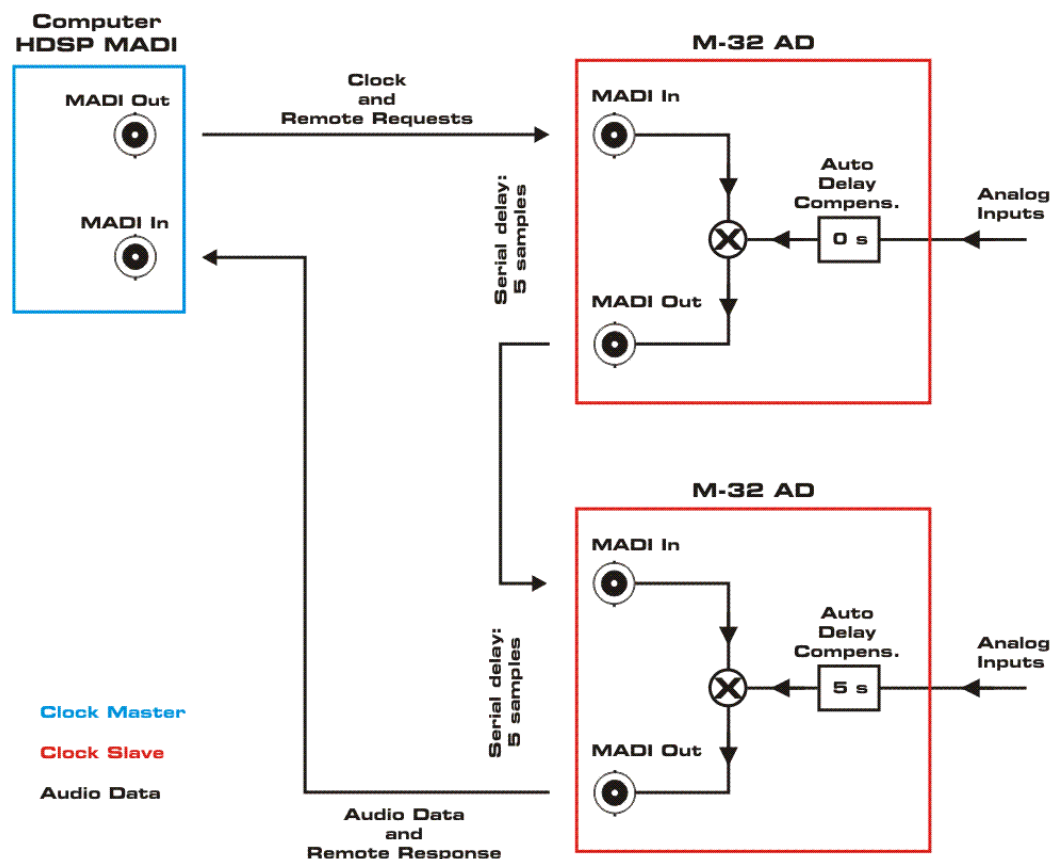 Computer
HDSP MADI
MADI Out
MADI In
Clock
and
Remote Requests
M-32 AD
MADI In
Auto
Delay
Compens.
0 s
Analog
Inputs
MADI Out
Serial delay:
5 samples
M-32 AD
MADI In
Auto
Delay
Compens.
5 s
Analog
Inputs
MADI Out
Serial delay:
5 samples
Clock Master
Clock Slave
Audio Data
Audio Data
and
Remote Response